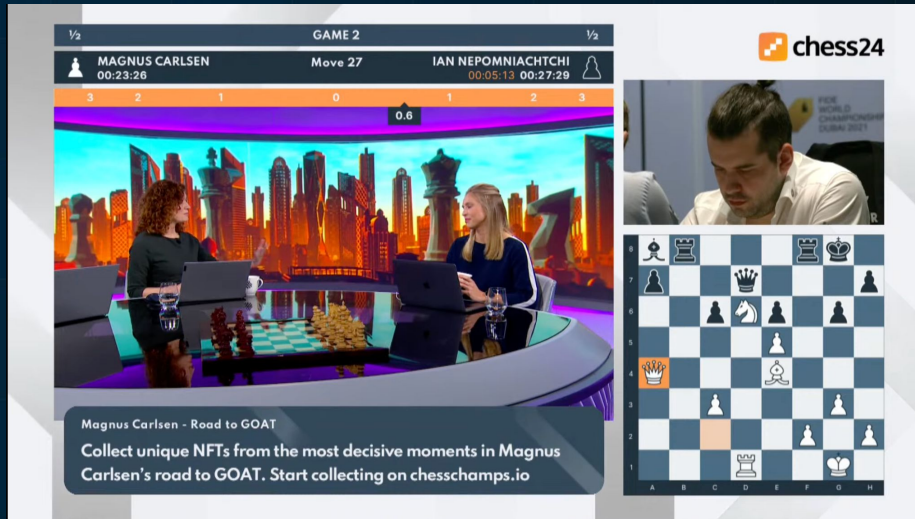 ½ GAME 2 ½
MAGNUS CARLSEN Move 27 IAN NEPOMNIACHTCHI
00:23:26 00:05:13 00:27:29
3 2 1 0 1 2 3
0.6
chess24
FIDE
WORLD
CHAMPIONSHIP
DUBAI 2021
R
8
7
6
5
4
3
2
1
A B C D E F G H
Magnus Carlsen - Road to GOAT
Collect unique NFTs from the most decisive moments in Magnus
Carlsen's road to GOAT. Start collecting on chesschamps.io